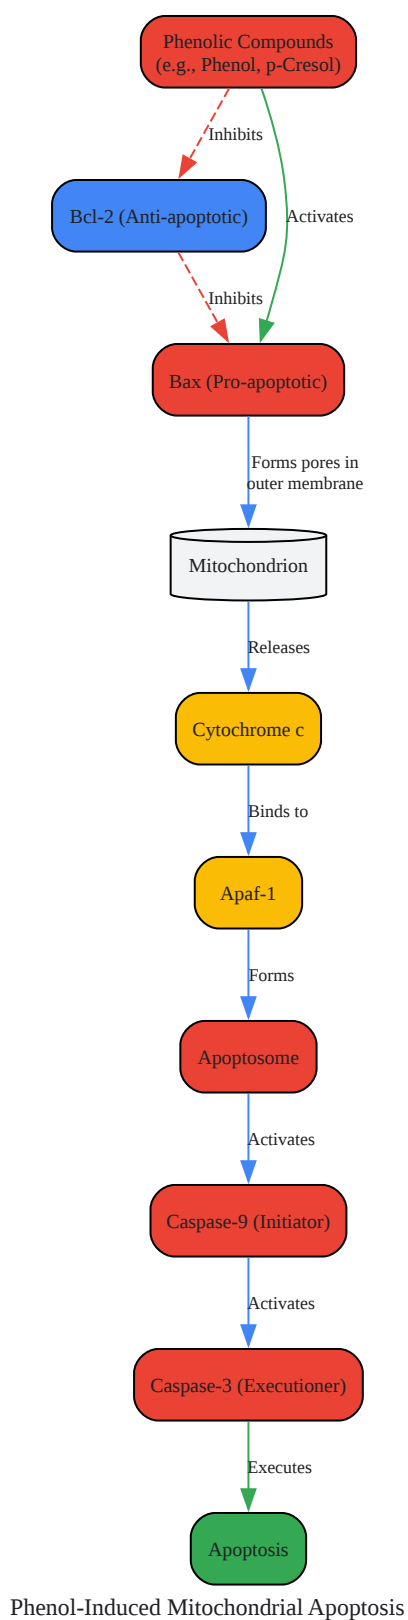 Phenolic Compounds
(e.g., Phenol, p-Cresol)
Inhibits
Bcl-2 (Anti-apoptotic)
Activates
Inhibits
Bax (Pro-apoptotic)
Forms pores in
outer membrane
Mitochondrion
Releases
Cytochrome c
Binds to
Apaf-1
Forms
Apoptosome
Activates
Caspase-9 (Initiator)
Activates
Caspase-3 (Executioner)
Executes
Apoptosis
Phenol-Induced Mitochondrial Apoptosis